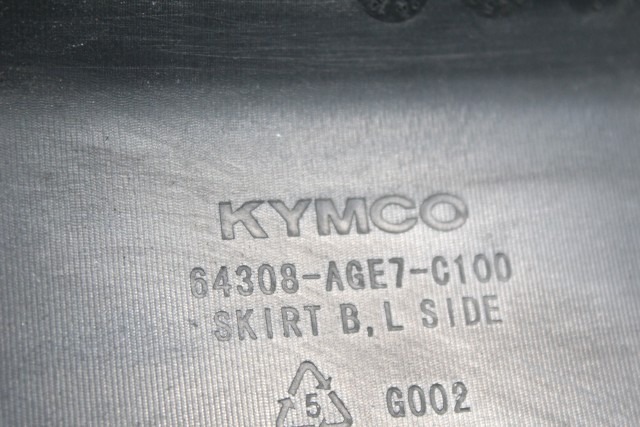 KYMCO
64308-AGE7-C100
SKIRT B, L SIDE
5 G002